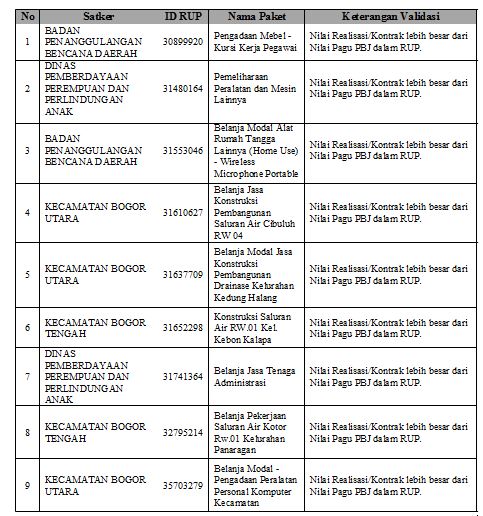 No Satker ID RUP Nama Paket Keterangan Validasi
1 BADAN PENANGGULANGAN BENCANA DAERAH 30899920 Pengadaan Mebel - Kursi Kerja Pegawai Nilai Realisasi/Kontrak lebih besar dari Nilai Pagu PBJ dalam RUP.
2 DINAS PEMBERDAYAAN PEREMPUAN DAN PERLINDUNGAN ANAK 31480164 Pemeliharaan Peralatan dan Mesin Lainnya Nilai Realisasi/Kontrak lebih besar dari Nilai Pagu PBJ dalam RUP.
3 BADAN PENANGGULANGAN BENCANA DAERAH 31553046 Belanja Modal Alat Rumah Tangga Lainnya (Home Use) - Wireless Microphone Portable Nilai Realisasi/Kontrak lebih besar dari Nilai Pagu PBJ dalam RUP.
4 KECAMATAN BOGOR UTARA 31610627 Belanja Jasa Konstruksi Pembangunan Saluran Air Cibuluh RW 04 Nilai Realisasi/Kontrak lebih besar dari Nilai Pagu PBJ dalam RUP.
5 KECAMATAN BOGOR UTARA 31637709 Belanja Modal Jasa Konstruksi Pembangunan Drainase Kelurahan Kedung Halang Nilai Realisasi/Kontrak lebih besar dari Nilai Pagu PBJ dalam RUP.
6 KECAMATAN BOGOR TENGAH 31652298 Konstruksi Saluran Air RW.01 Kel. Kebon Kalapa Nilai Realisasi/Kontrak lebih besar dari Nilai Pagu PBJ dalam RUP.
7 DINAS PEMBERDAYAAN PEREMPUAN DAN PERLINDUNGAN ANAK 31741364 Belanja Jasa Tenaga Administrasi Nilai Realisasi/Kontrak lebih besar dari Nilai Pagu PBJ dalam RUP.
8 KECAMATAN BOGOR TENGAH 32795214 Belanja Pekerjaan Saluran Air Kotor Rw.01 Kelurahan Panaragan Nilai Realisasi/Kontrak lebih besar dari Nilai Pagu PBJ dalam RUP.
9 KECAMATAN BOGOR UTARA 35703279 Belanja Modal - Pengadaan Peralatan Personal Komputer Kecamatan Nilai Realisasi/Kontrak lebih besar dari Nilai Pagu PBJ dalam RUP.